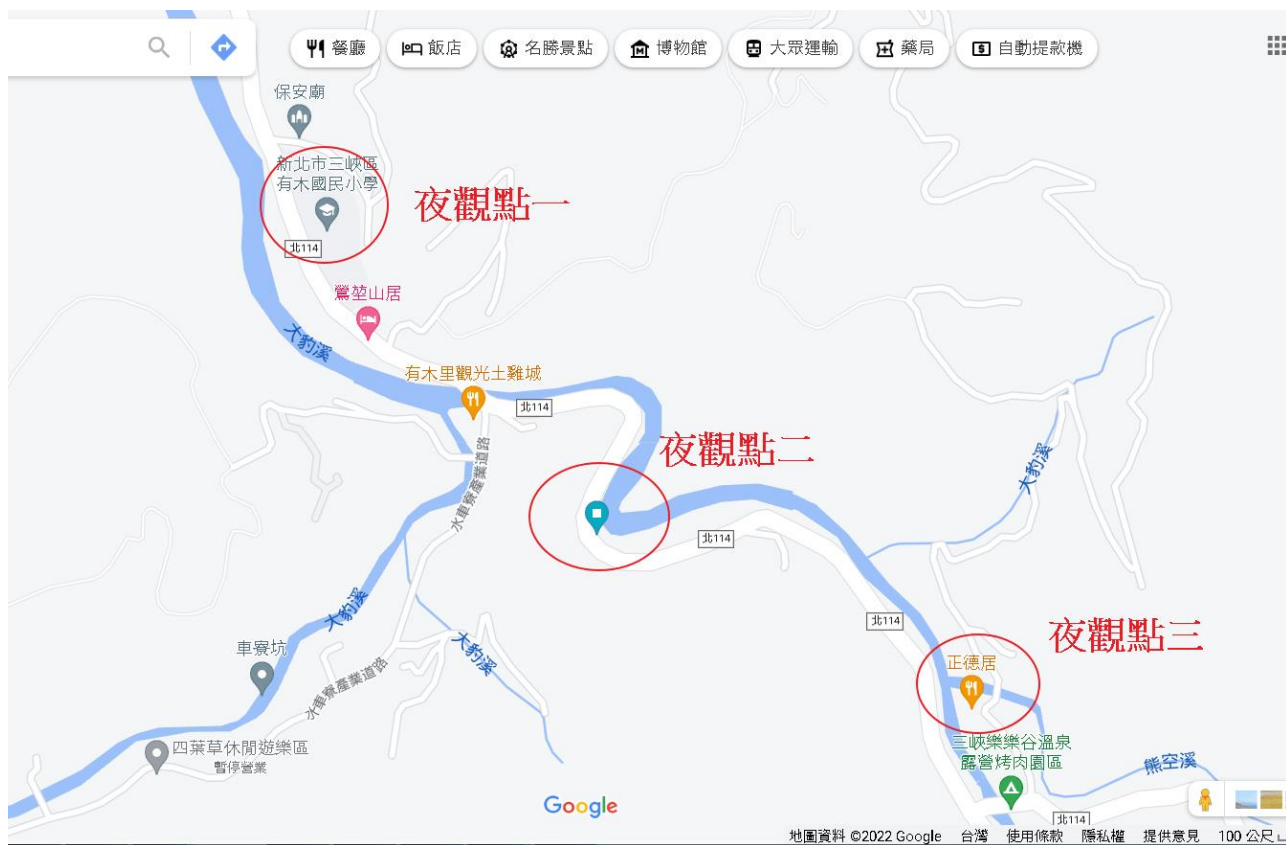 餐廳
飯店
名勝景點
博物館
大眾運輸
藥局
自動提款機
保安廟
新北市三峽區
有木國民小學
夜觀點一
北114
鶯堃山居
大豹溪
有木里觀光土雞城
北114
夜觀點二
大豹溪
水車寮產業道路
北114
大豹溪
北114
夜觀點三
車寮坑
大豹溪
正德居
水車寮產業道路
四葉草休閒遊樂區
暫停營業
三峽樂樂谷溫泉
露營烤肉園區
熊空溪
Google
北114
地圖資料 ©2022 Google 台灣 使用條款 隱私權 提供意見 100 公尺